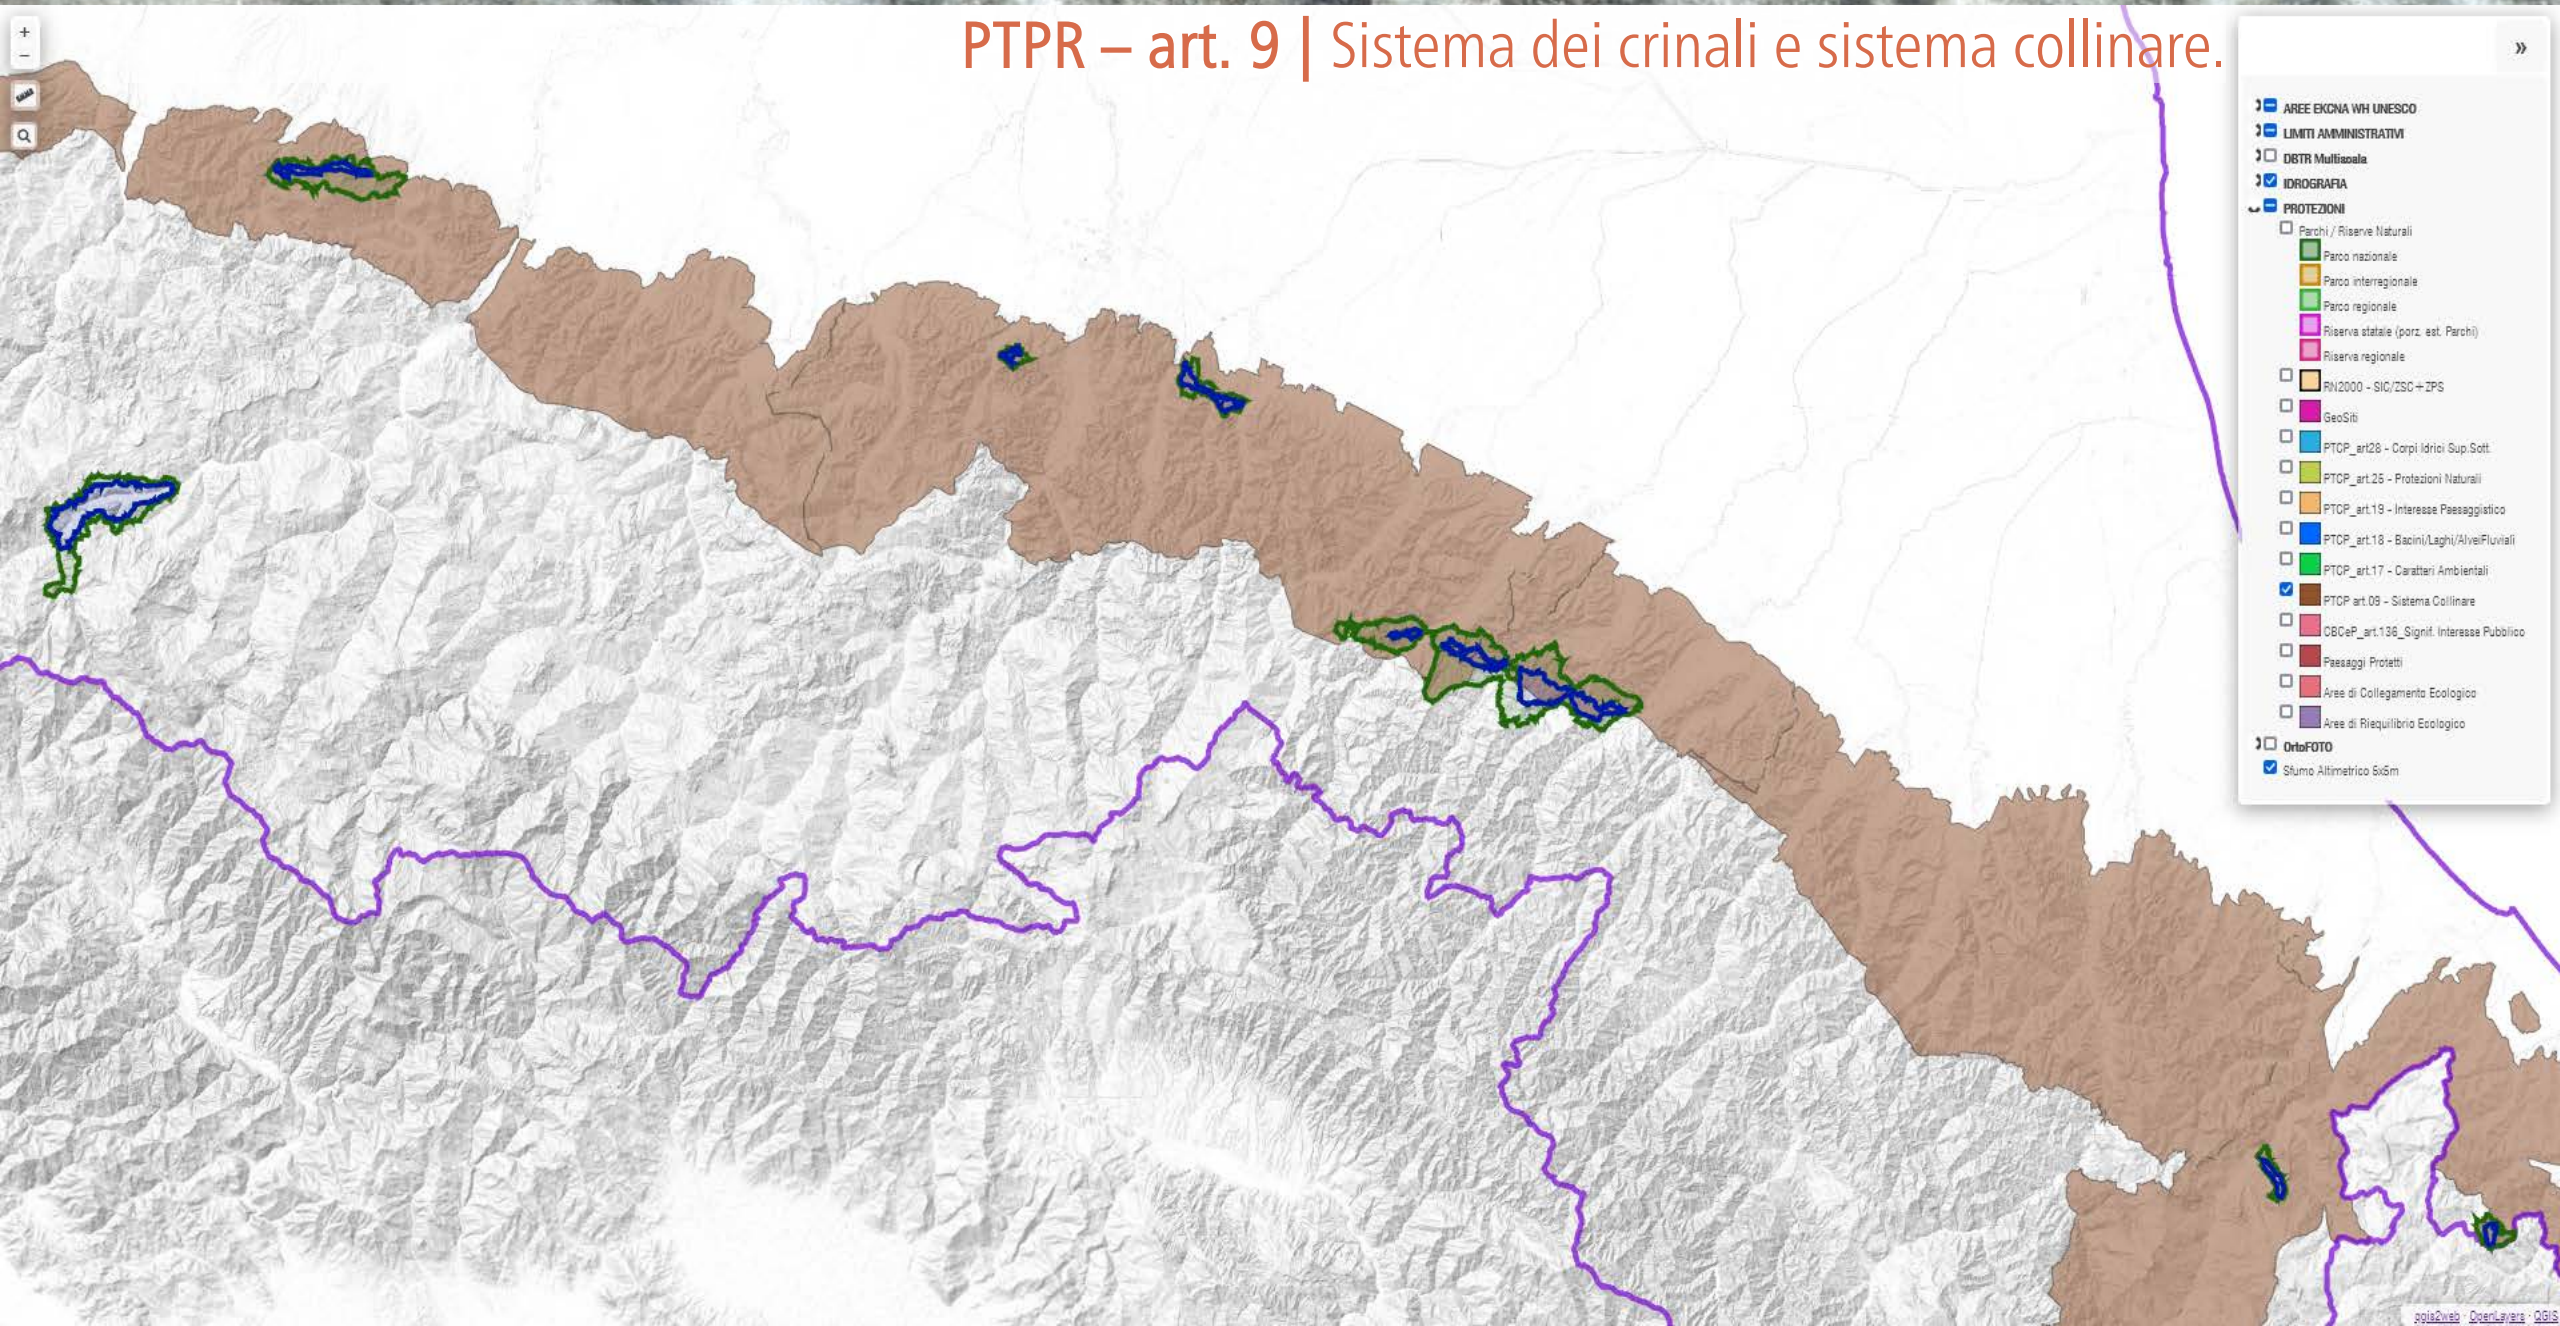 PTPR – art. 9 | Sistema dei crinali e sistema collinare.
+
–
»
AREE EKCNA WH UNESCO
LIMITI AMMINISTRATIVI
DBTR Multiscala
IDROGRAFIA
PROTEZIONI
Parchi / Riserve Naturali
Parco nazionale
Parco interregionale
Parco regionale
Riserva statale (porz. est. Parchi)
Riserva regionale
RN2000 - SIC/ZSC+ZPS
GeoSiti
PTCP_art28 - Corpi Idrici Sup.Sott.
PTCP_art.25 - Protezioni Naturali
PTCP_art.19 - Interesse Paesaggistico
PTCP_art.18 - Bacini/Laghi/AlveiFluviali
PTCP_art.17 - Caratteri Ambientali
PTCP art.09 - Sistema Collinare
CBCeP_art.136_Signif. Interesse Pubblico
Paesaggi Protetti
Aree di Collegamento Ecologico
Aree di Riequilibrio Ecologico
OrtoFOTO
Sfumo Altimetrico 5x5m
qgis2web · OpenLayers · QGIS